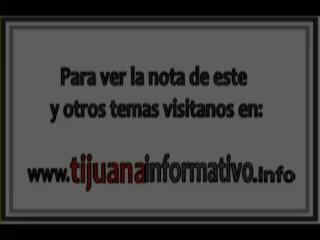 Para ver la nota de este
y otros temas visitanos en:
www.tijuanainformativo.info